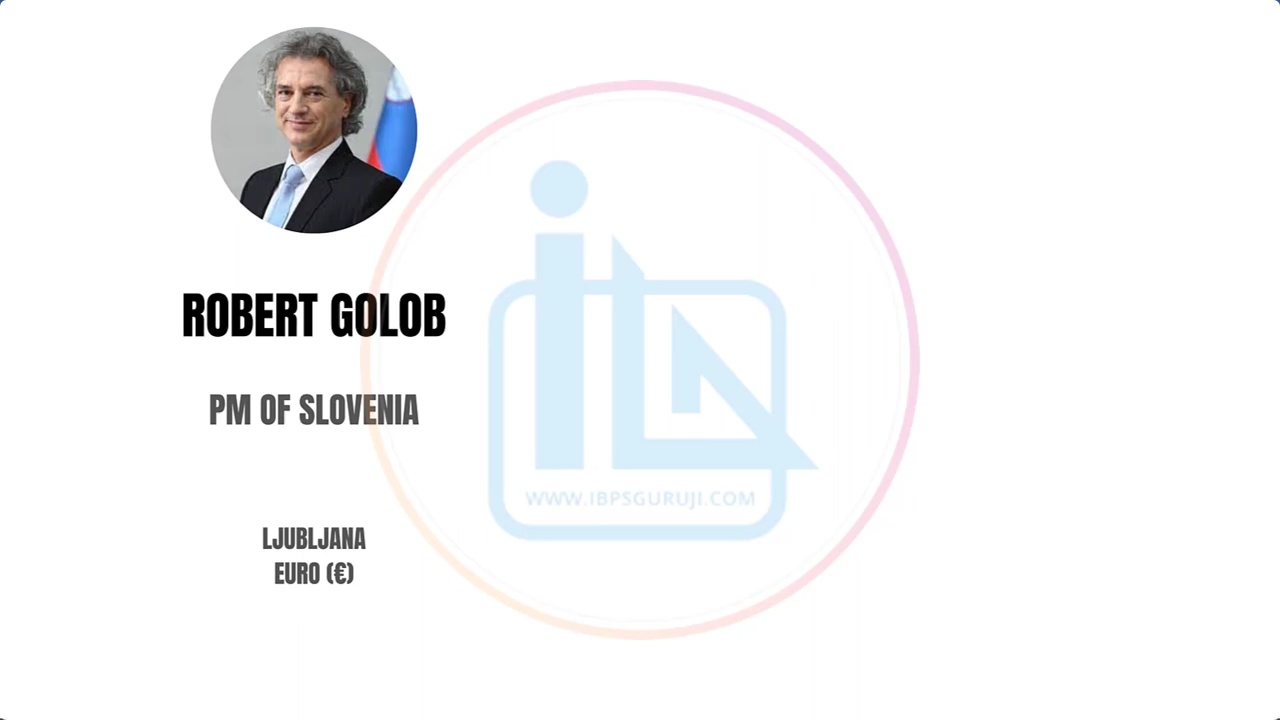 ROBERT GOLOB
PM OF SLOVENIA
LJUBLJANA
EURO (€)
WWW.IBPSGURUJI.COM